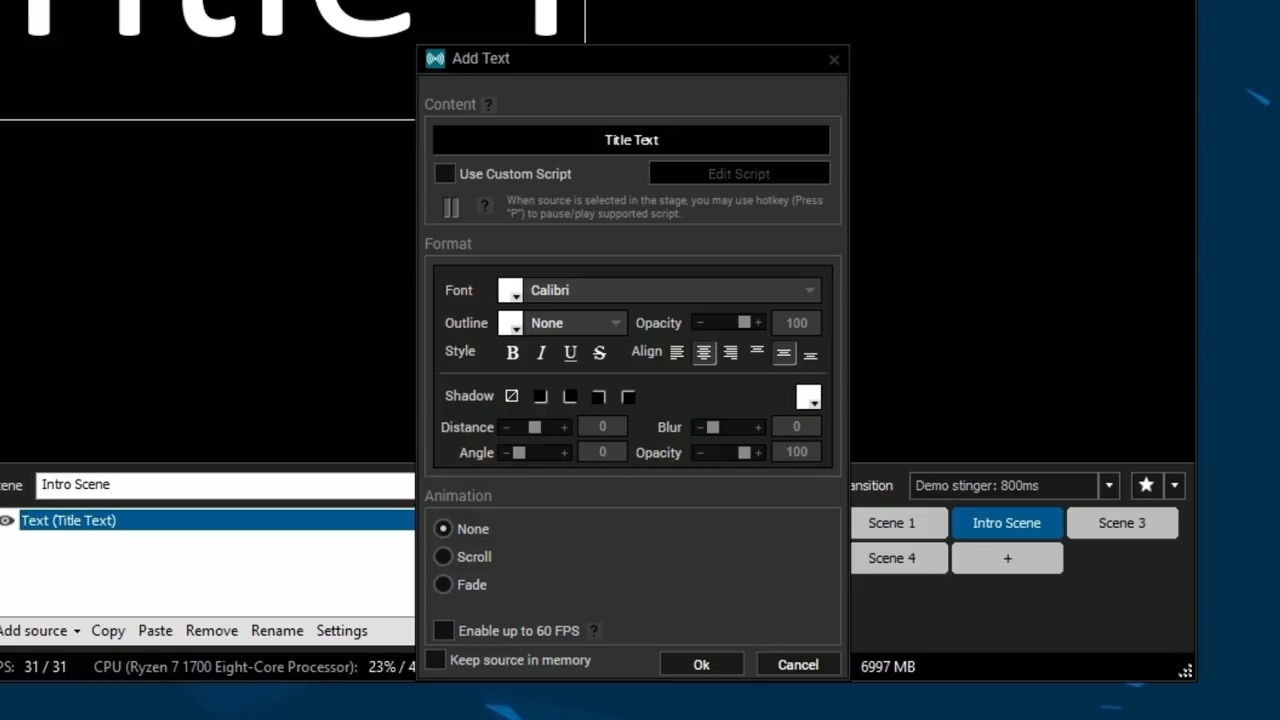 Title T
Add Text
Content ?
Title Text
Use Custom Script
Edit Script
? When source is selected in the stage, you may use hotkey (Press
"P") to pause/play supported script.
Format
Font Calibri
Outline None Opacity - + 100
Style B I U S Align
Shadow
Distance - + 0 Blur - + 0
Angle - + 0 Opacity - + 100
ene Intro Scene
ansition Demo stinger: 800ms
Animation
Text (Title Text)
Scene 1 Intro Scene Scene 3
None
Scroll
Scene 4 +
Fade
Add source Copy Paste Remove Rename Settings
Enable up to 60 FPS ?
Keep source in memory Ok Cancel
PS: 31 / 31 CPU (Ryzen 7 1700 Eight-Core Processor): 23% / 4
6997 MB